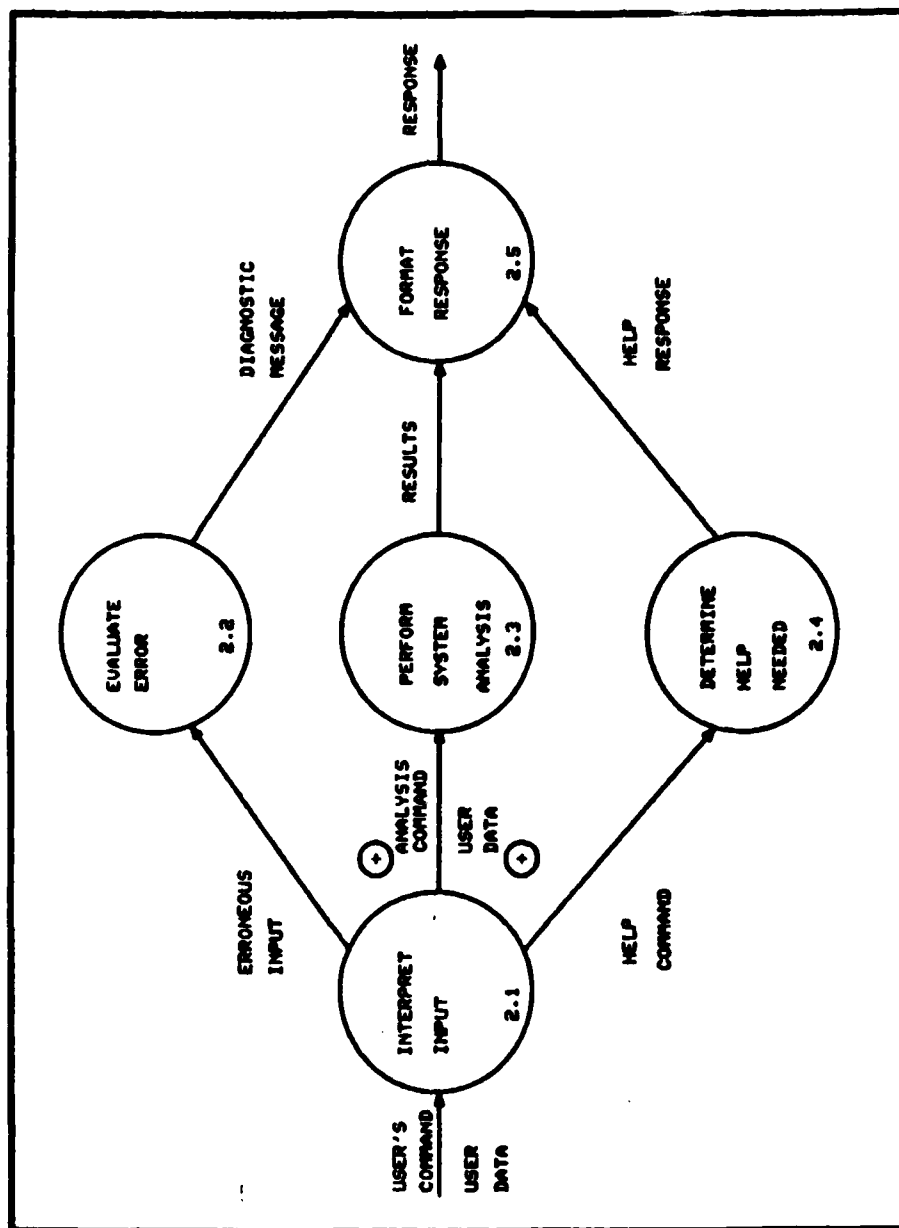 USER'S
COMMAND
USER
DATA
INTERPRET
INPUT
2.1
ERRONEOUS
INPUT
+
ANALYSIS
COMMAND
USER
DATA
+
HELP
COMMAND
EVALUATE
ERROR
2.2
PERFORM
SYSTEM
ANALYSIS
2.3
DETERMINE
HELP
NEEDED
2.4
DIAGNOSTIC
MESSAGE
RESULTS
HELP
RESPONSE
FORMAT
RESPONSE
2.5
RESPONSE